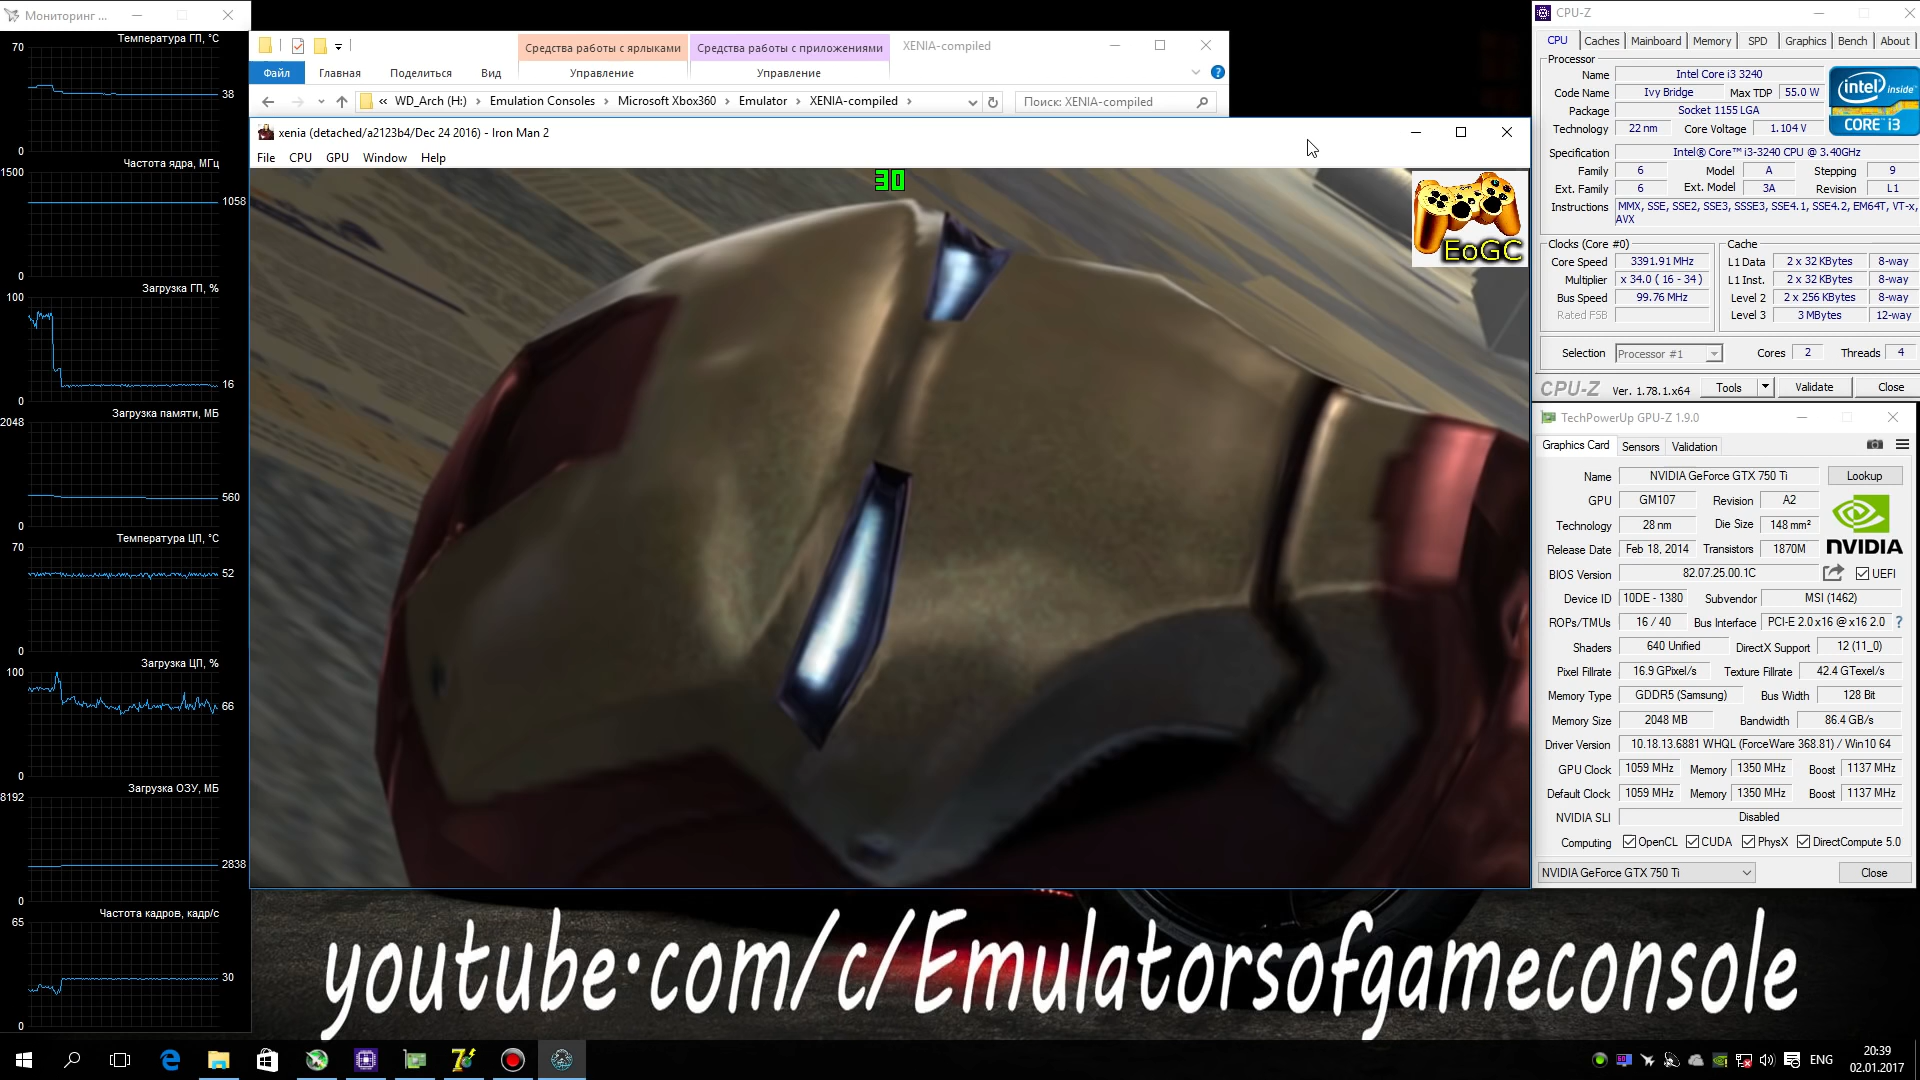 Мониторинг ...
Температура ГП, °C
70
38
0
Частота ядра, МГц
1500
1058
0
Загрузка ГП, %
100
16
0
Загрузка памяти, МБ
2048
560
0
Температура ЦП, °C
70
52
0
Загрузка ЦП, %
100
66
0
Загрузка ОЗУ, МБ
8192
2838
0
Частота кадров, кадр/с
65
30
0
Средства работы с ярлыками Средства работы с приложениями XENIA-compiled
Файл Главная Поделиться Вид Управление Управление
« WD_Arch (H:) Emulation Consoles Microsoft Xbox360 Emulator XENIA-compiled
Поиск: XENIA-compiled
xenia (detached/a2123b4/Dec 24 2016) - Iron Man 2
File CPU GPU Window Help
30
EoGC
CPU-Z
CPU Caches Mainboard Memory SPD Graphics Bench About
Processor
Name Intel Core i3 3240
Code Name Ivy Bridge Max TDP 55.0 W
Package Socket 1155 LGA
Technology 22 nm Core Voltage 1.104 V
intel inside™
CORE i3
Specification Intel® Core™ i3-3240 CPU @ 3.40GHz
Family 6 Model A Stepping 9
Ext. Family 6 Ext. Model 3A Revision L1
Instructions MMX, SSE, SSE2, SSE3, SSSE3, SSE4.1, SSE4.2, EM64T, VT-x,
AVX
Clocks (Core #0) Cache
Core Speed 3391.91 MHz L1 Data 2 x 32 KBytes 8-way
Multiplier x 34.0 ( 16 - 34 ) L1 Inst. 2 x 32 KBytes 8-way
Bus Speed 99.76 MHz Level 2 2 x 256 KBytes 8-way
Rated FSB Level 3 3 MBytes 12-way
Selection Processor #1 Cores 2 Threads 4
CPU-Z Ver. 1.78.1.x64 Tools Validate Close
TechPowerUp GPU-Z 1.9.0
Graphics Card Sensors Validation
Name NVIDIA GeForce GTX 750 Ti Lookup
GPU GM107 Revision A2
Technology 28 nm Die Size 148 mm²
Release Date Feb 18, 2014 Transistors 1870M
NVIDIA
BIOS Version 82.07.25.00.1C UEFI
Device ID 10DE - 1380 Subvendor MSI (1462)
ROPs/TMUs 16 / 40 Bus Interface PCI-E 2.0 x16 @ x16 2.0 ?
Shaders 640 Unified DirectX Support 12 (11_0)
Pixel Fillrate 16.9 GPixel/s Texture Fillrate 42.4 GTexel/s
Memory Type GDDR5 (Samsung) Bus Width 128 Bit
Memory Size 2048 MB Bandwidth 86.4 GB/s
Driver Version 10.18.13.6881 WHQL (ForceWare 368.81) / Win10 64
GPU Clock 1059 MHz Memory 1350 MHz Boost 1137 MHz
Default Clock 1059 MHz Memory 1350 MHz Boost 1137 MHz
NVIDIA SLI Disabled
Computing OpenCL CUDA PhysX DirectCompute 5.0
NVIDIA GeForce GTX 750 Ti Close
youtube.com/c/Emulatorsofgameconsole
ENG
20:39
02.01.2017